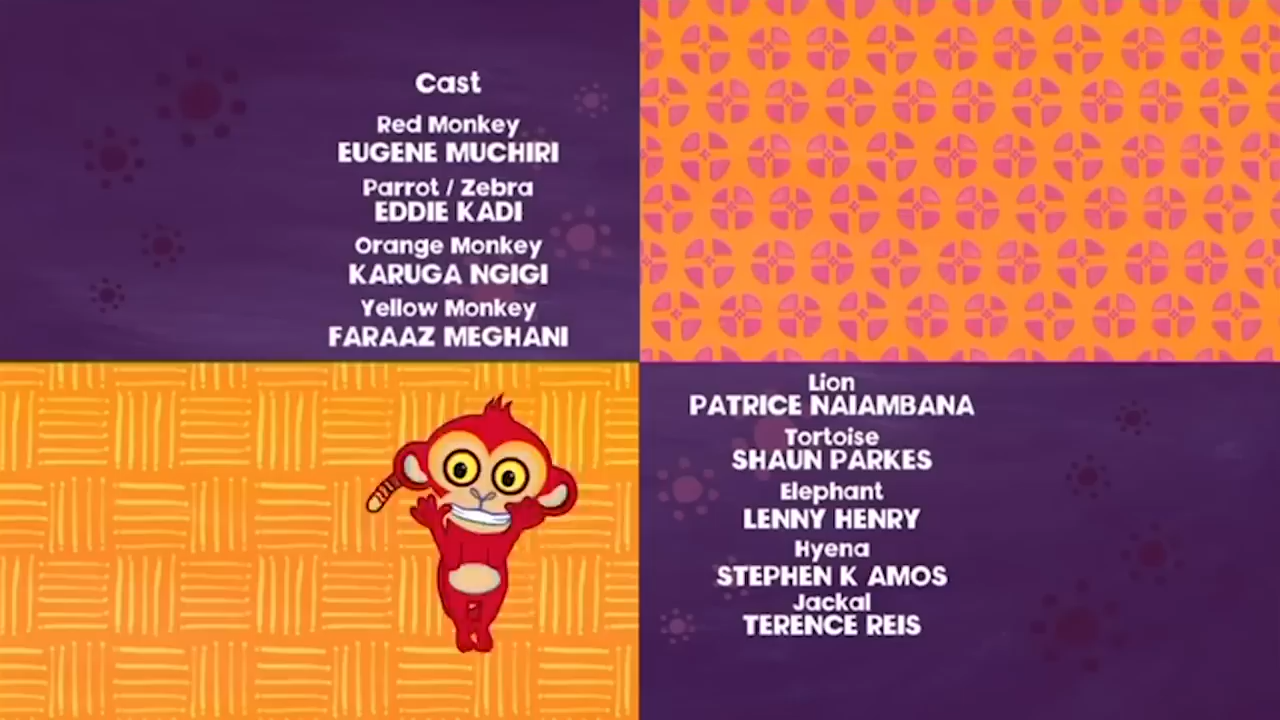 Cast
Red Monkey
EUGENE MUCHIRI
Parrot / Zebra
EDDIE KADI
Orange Monkey
KARUGA NGIGI
Yellow Monkey
FARAAZ MEGHANI
Lion
PATRICE NAIAMBANA
Tortoise
SHAUN PARKES
Elephant
LENNY HENRY
Hyena
STEPHEN K AMOS
Jackal
TERENCE REIS